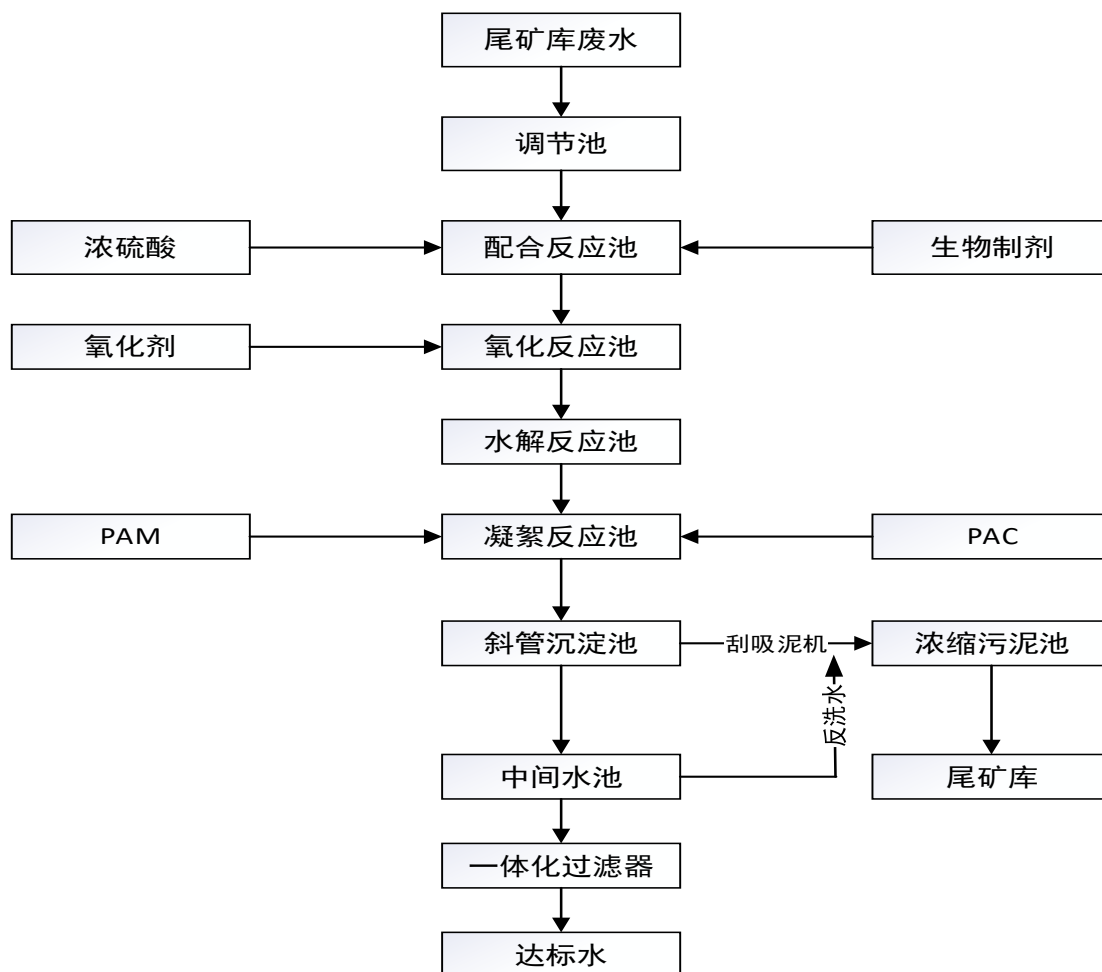 尾矿库废水
调节池
浓硫酸
配合反应池
生物制剂
氧化剂
氧化反应池
水解反应池
PAM
凝絮反应池
PAC
斜管沉淀池
刮吸泥机
浓缩污泥池
反洗水
中间水池
尾矿库
一体化过滤器
达标水